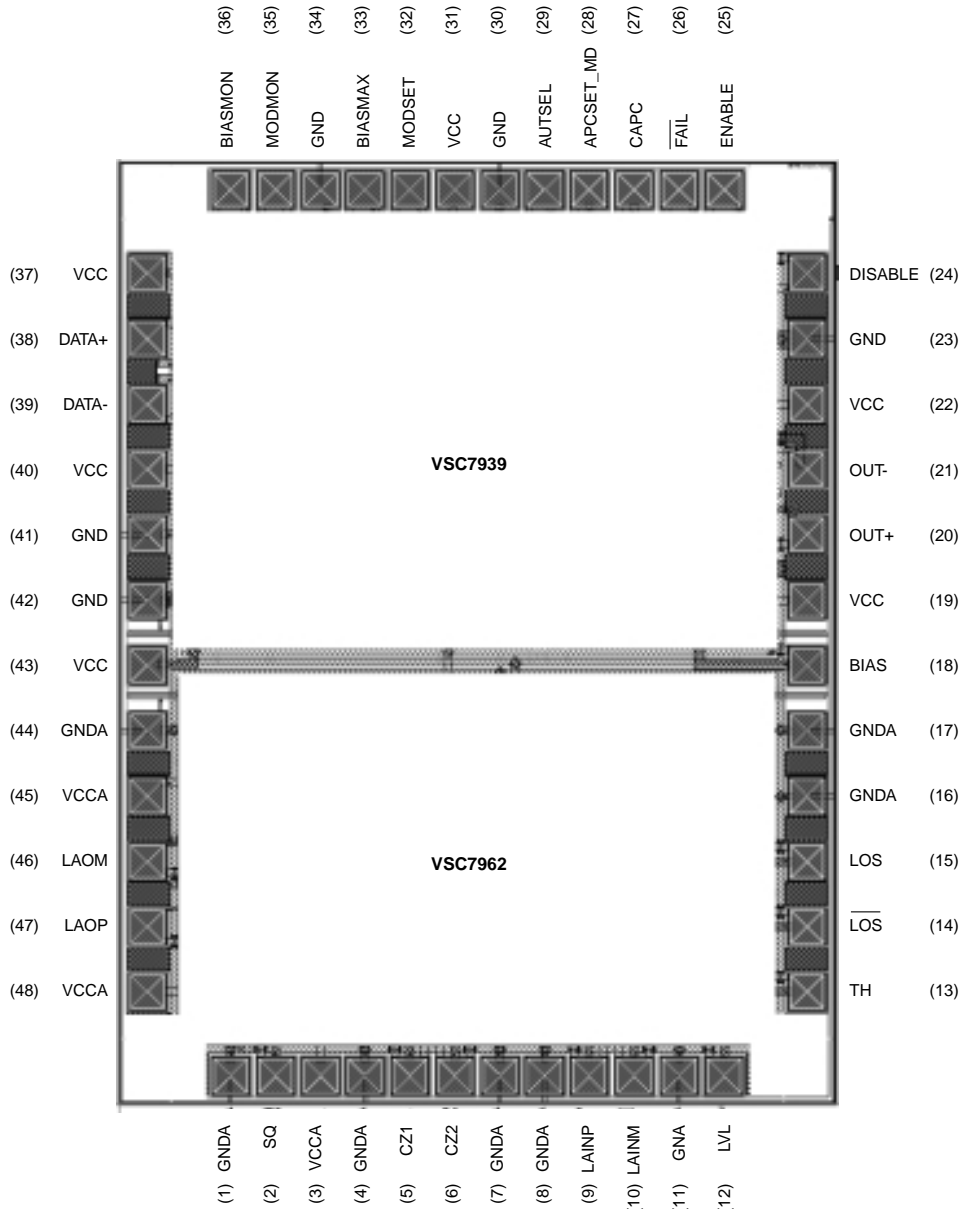 (36) BIASMON
(35) MODMON
(34) GND
(33) BIASMAX
(32) MODSET
(31) VCC
(30) GND
(29) AUTSEL
(28) APCSET_MD
(27) CAPC
(26) FAIL
(25) ENABLE
(37) VCC
DISABLE (24)
(38) DATA+
GND (23)
(39) DATA-
VCC (22)
VSC7939
(40) VCC
OUT- (21)
(41) GND
OUT+ (20)
(42) GND
VCC (19)
(43) VCC
BIAS (18)
(44) GNDA
GNDA (17)
(45) VCCA
GNDA (16)
(46) LAOM
VSC7962
LOS (15)
(47) LAOP
LOS (14)
(48) VCCA
TH (13)
(1) GNDA
(2) SQ
(3) VCCA
(4) GNDA
(5) CZ1
(6) CZ2
(7) GNDA
(8) GNDA
(9) LAINP
(10) LAINM
(11) GNA
(12) LVL